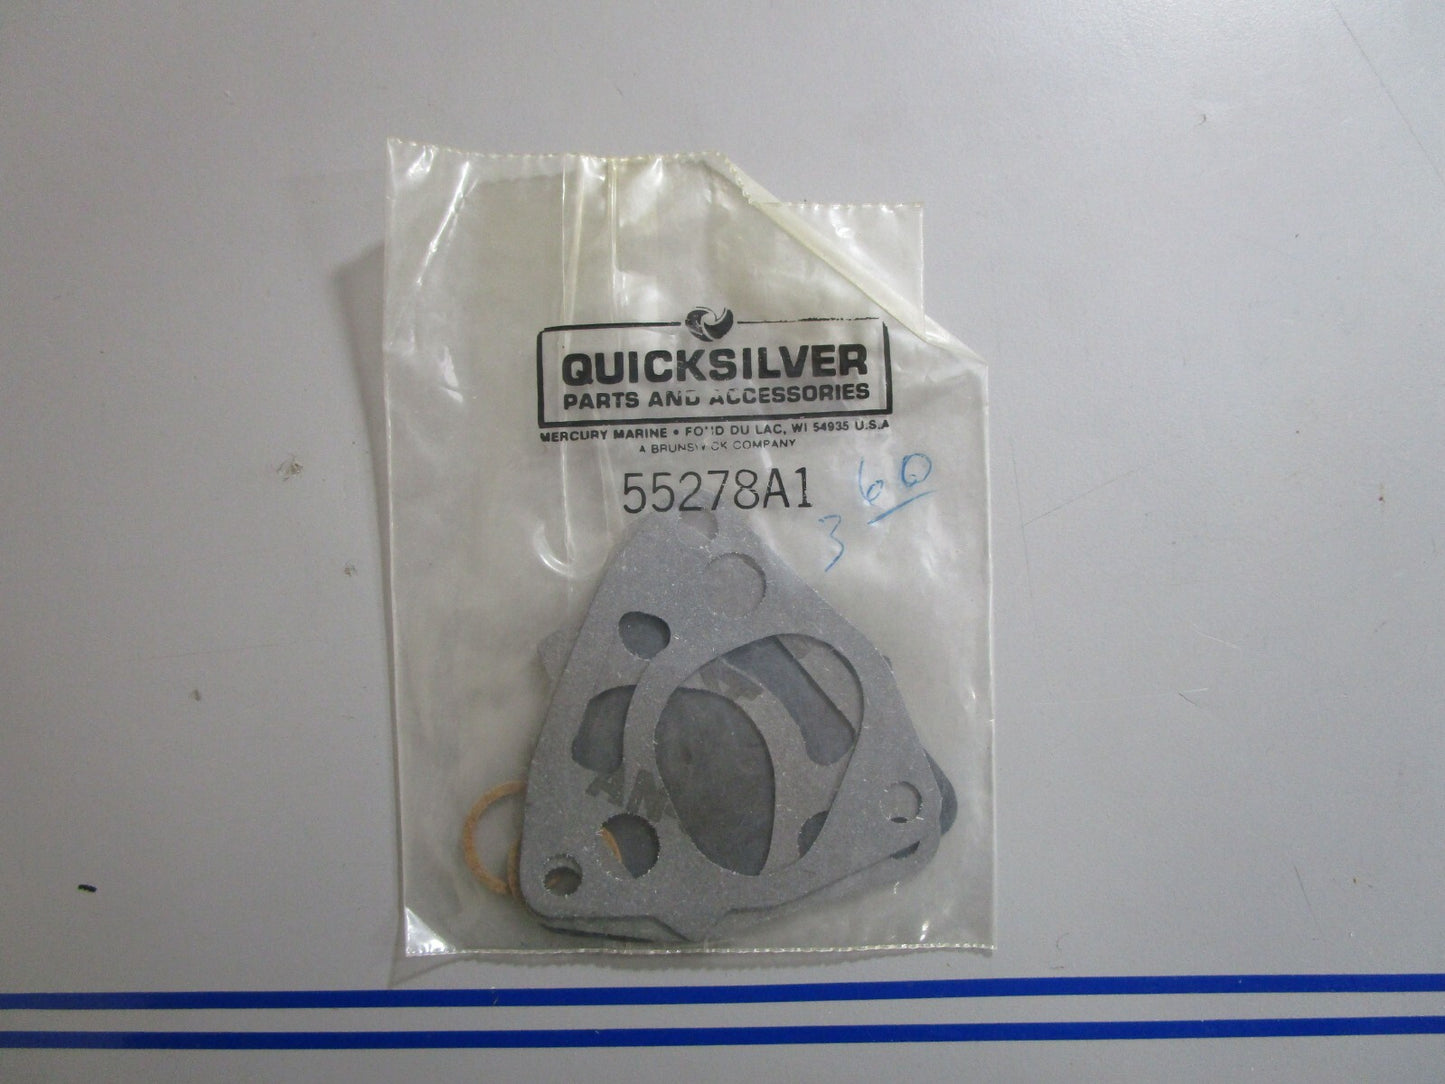 QUICKSILVER
PARTS AND ACCESSORIES
MERCURY MARINE • FOND DU LAC, WI 54935 U.S.A
A BRUNSWICK COMPANY
55278A1
3 60